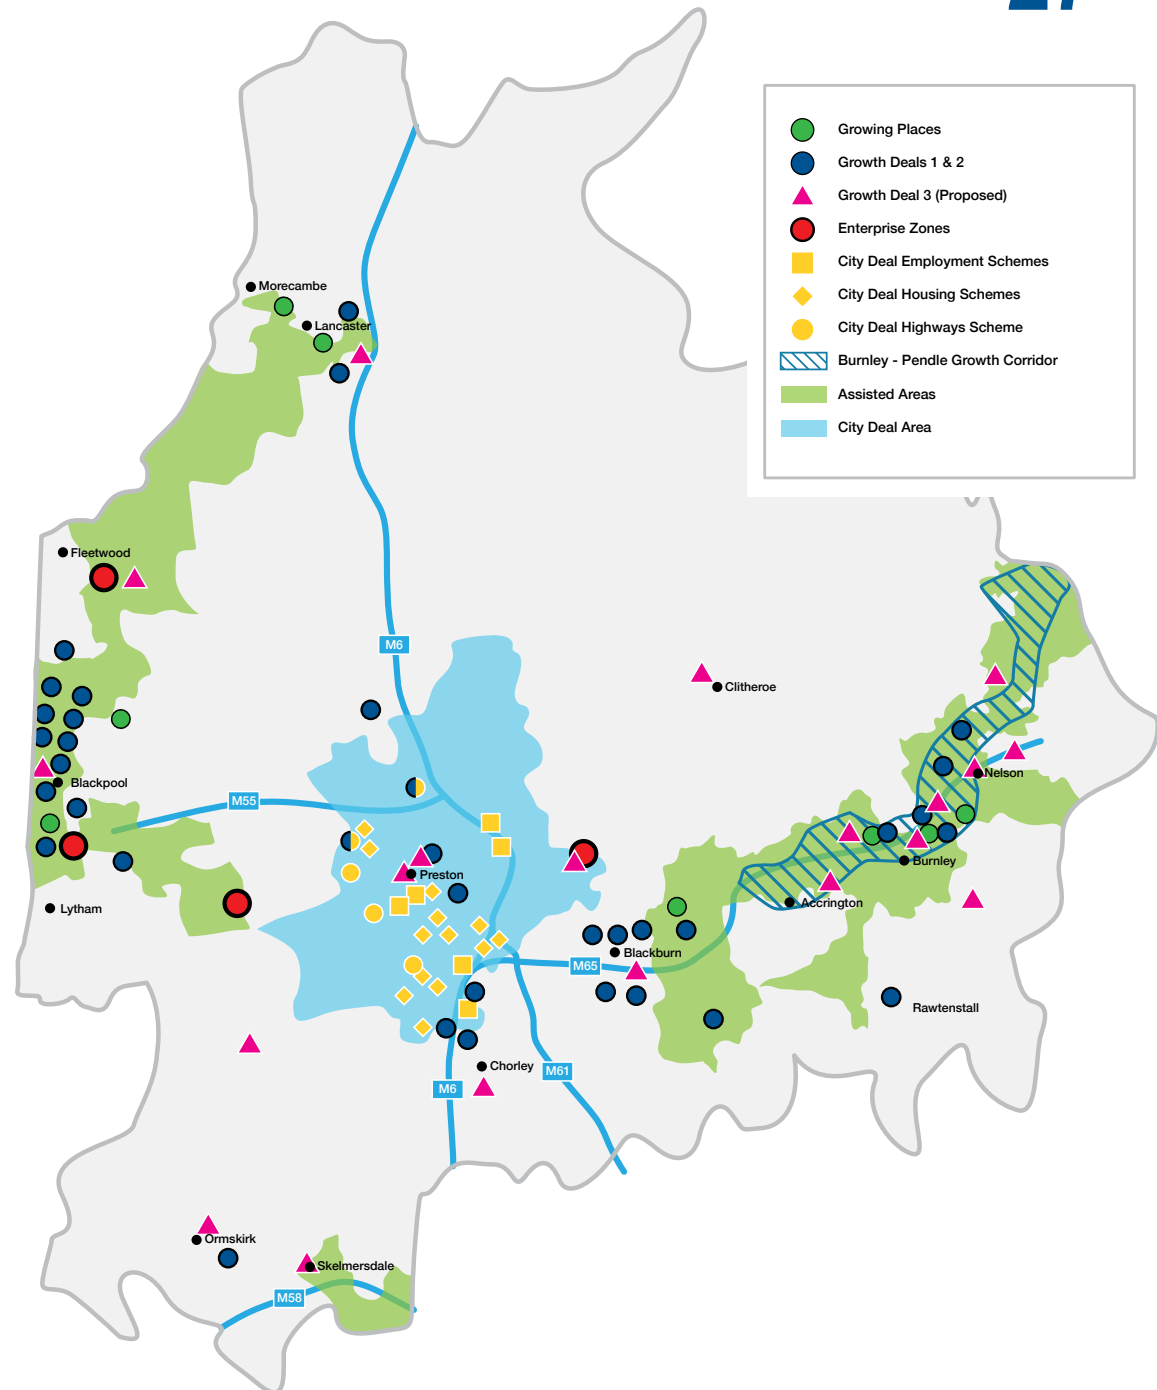 Growing Places
Growth Deals 1 & 2
Growth Deal 3 (Proposed)
Enterprise Zones
City Deal Employment Schemes
City Deal Housing Schemes
City Deal Highways Scheme
Burnley - Pendle Growth Corridor
Assisted Areas
City Deal Area
Morecambe
Lancaster
Fleetwood
M6
Clitheroe
Nelson
Blackpool
M55
Burnley
Preston
Accrington
Lytham
Blackburn
M65
Rawtenstall
Chorley
M61
M6
Ormskirk
Skelmersdale
M58